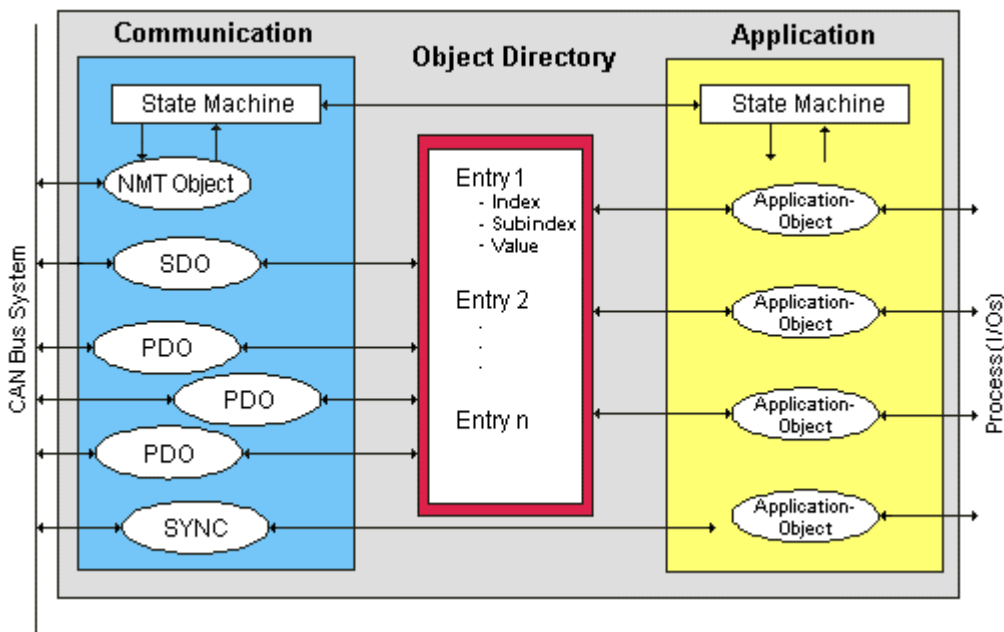 Communication
Object Directory
Application
State Machine
NMT Object
SDO
PDO
PDO
PDO
SYNC
CAN Bus System
Entry 1
- Index
- Subindex
- Value
Entry 2
.
.
.
Entry n
State Machine
Application-
Object
Application-
Object
Application-
Object
Application-
Object
Process(I/Os)